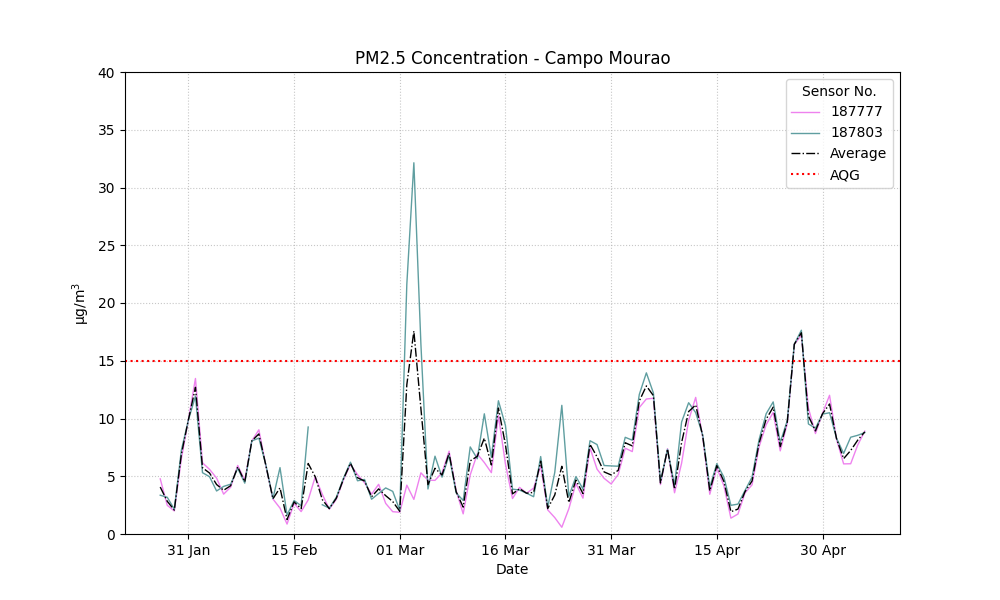 PM2.5 Concentration - Campo Mourao
Sensor No.
187777
187803
Average
AQG
40
35
30
25
20
15
10
5
0
µg/m³
31 Jan
15 Feb
01 Mar
16 Mar
31 Mar
15 Apr
30 Apr
Date